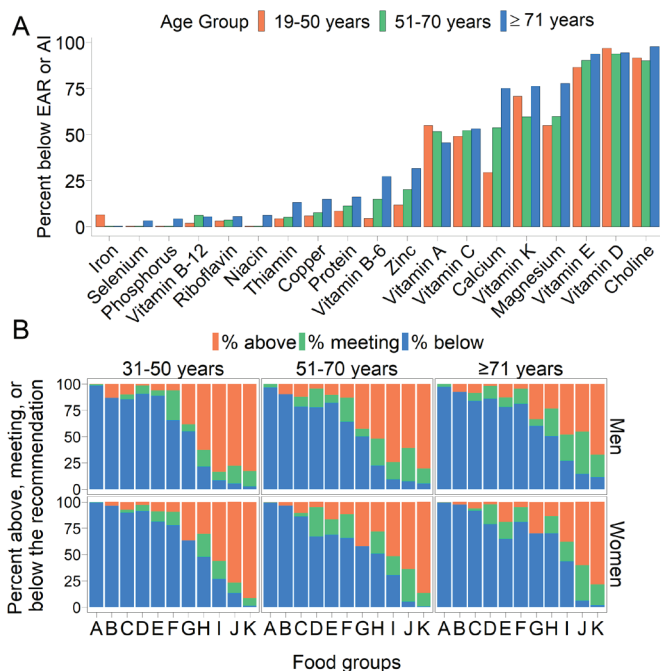 A
Age Group 19-50 years 51-70 years ≥ 71 years
Percent below EAR or AI
100
75
50
25
0
Iron
Selenium
Phosphorus
Vitamin B-12
Riboflavin
Niacin
Thiamin
Copper
Protein
Vitamin B-6
Zinc
Vitamin A
Vitamin C
Calcium
Vitamin K
Magnesium
Vitamin E
Vitamin D
Choline
B
% above % meeting % below
31-50 years 51-70 years ≥71 years
Percent above, meeting, or
below the recommendation
100
75
50
25
0
Men
100
75
50
25
0
Women
A B C D E F G H I J K A B C D E F G H I J K A B C D E F G H I J K
Food groups